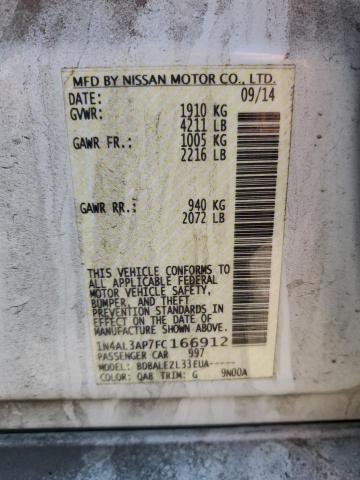 MFD BY NISSAN MOTOR CO., LTD.
DATE: 09/14
GVWR: 1910 KG
4211 LB
GAWR FR.: 1005 KG
2216 LB
GAWR RR.: 940 KG
2072 LB
THIS VEHICLE CONFORMS TO
ALL APPLICABLE FEDERAL
MOTOR VEHICLE SAFETY,
BUMPER, AND THEFT
PREVENTION STANDARDS IN
EFFECT ON THE DATE OF
MANUFACTURE SHOWN ABOVE.
1N4AL3AP7FC166912
PASSENGER CAR 997
MODEL: BDBALEZL33EUA-----
COLOR: QAB TRIM: G 9N00A